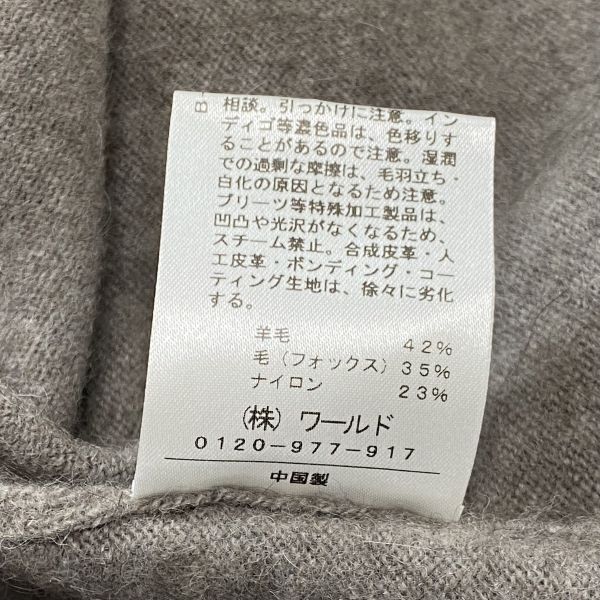 相談。引っかけに注意。イン
ディゴ等濃色品は、色移りす
ることがあるので注意。湿潤
での過剰な摩擦は、毛羽立ち・
白化の原因となるため注意。
プリーツ等特殊加工製品は、
凹凸や光沢がなくなるため、
スチーム禁止。合成皮革・人
工皮革・ボンディング・コー
ティング生地は、徐々に劣化
する。
羊毛 42%
毛(フォックス) 35%
ナイロン 23%
(株) ワールド
0120-977-917
中国製